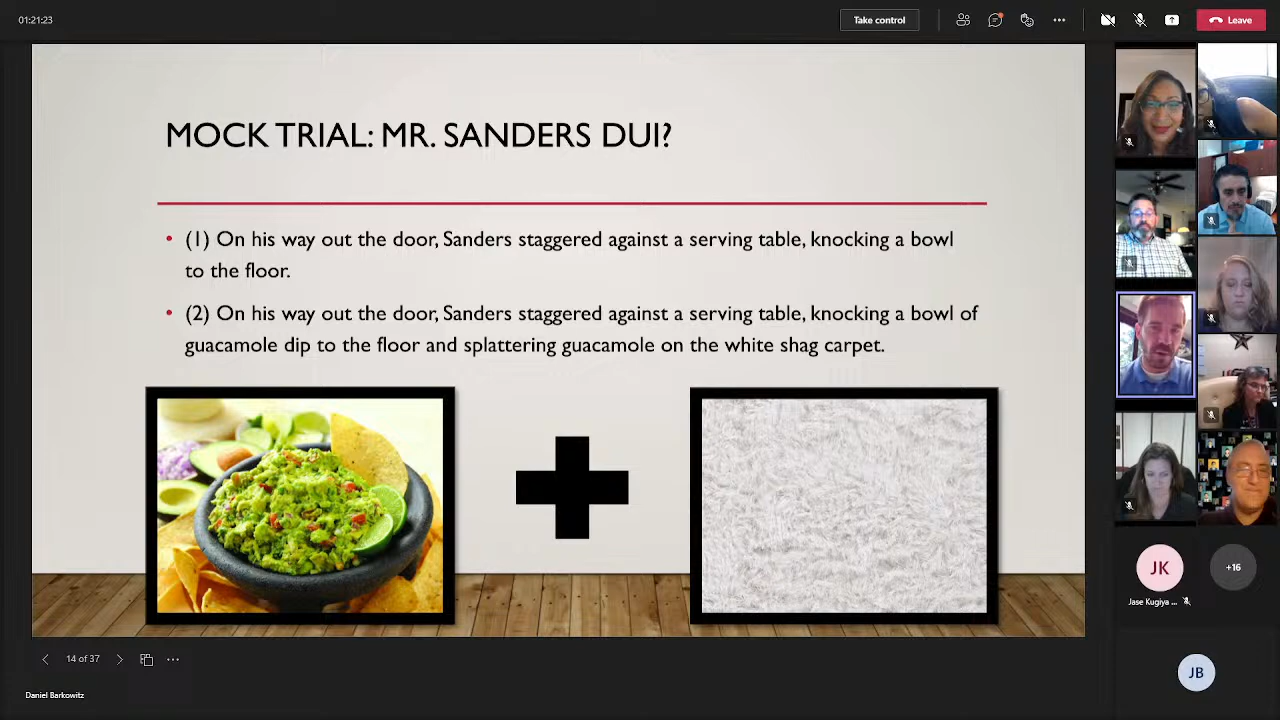 01:21:23
Take control
Leave
MOCK TRIAL: MR. SANDERS DUI?
• (1) On his way out the door, Sanders staggered against a serving table, knocking a bowl
to the floor.
• (2) On his way out the door, Sanders staggered against a serving table, knocking a bowl of
guacamole dip to the floor and splattering guacamole on the white shag carpet.
JK
+16
Jase Kugiya ...
14 of 37
JB
Daniel Barkowitz